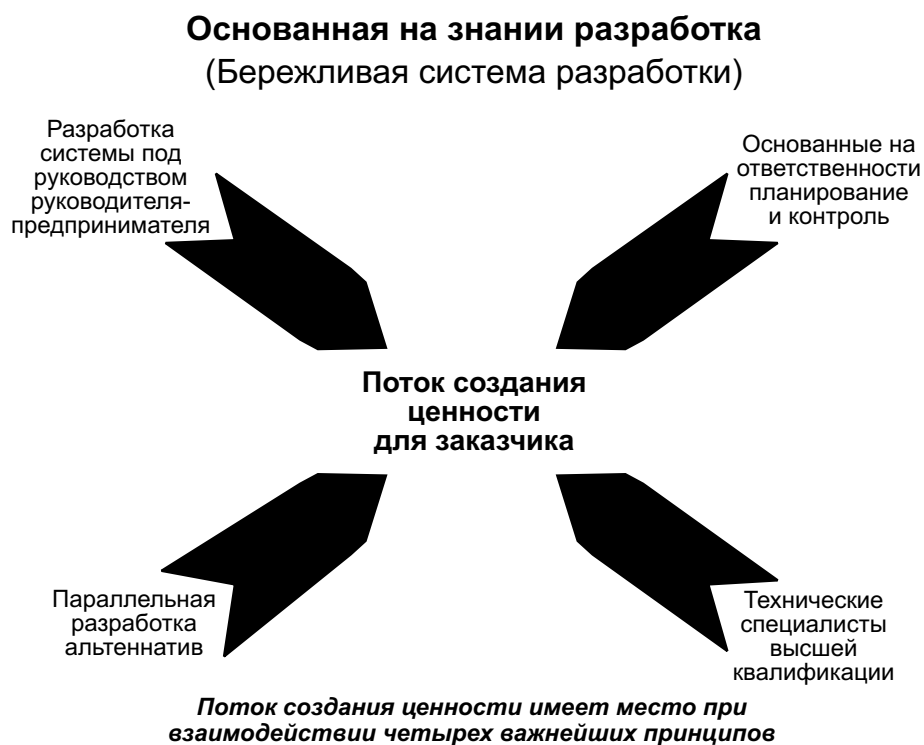 Основанная на знании разработка
(Бережливая система разработки)
Разработка
системы под
руководством
руководителя-
предпринимателя
Основанные на
ответственности
планирование
и контроль
Поток создания
ценности
для заказчика
Параллельная
разработка
альтеннатив
Технические
специалисты
высшей
квалификации
Поток создания ценности имеет место при
взаимодействии четырех важнейших принципов